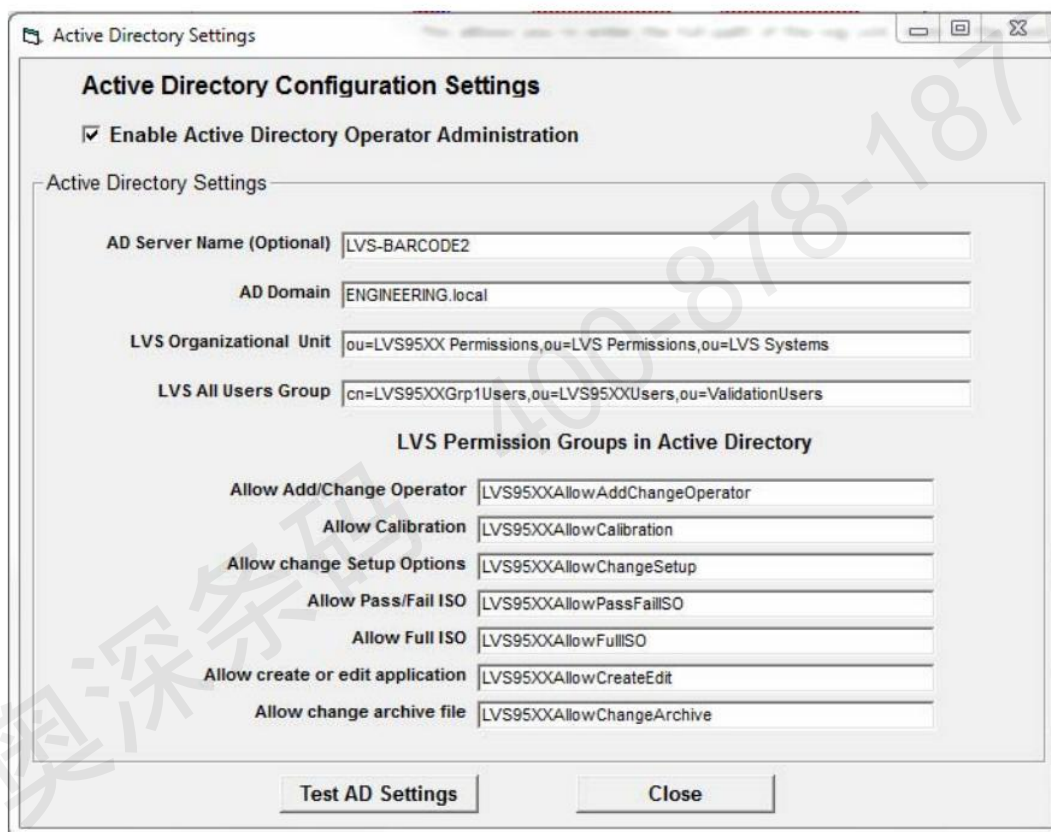 Active Directory Settings
Active Directory Configuration Settings
Enable Active Directory Operator Administration
Active Directory Settings
AD Server Name (Optional) LVS-BARCODE2
AD Domain ENGINEERING.local
LVS Organizational Unit ou=LVS95XX Permissions,ou=LVS Permissions,ou=LVS Systems
LVS All Users Group cn=LVS95XXGrp1Users,ou=LVS95XXUsers,ou=ValidationUsers
LVS Permission Groups in Active Directory
Allow Add/Change Operator LVS95XXAllowAddChangeOperator
Allow Calibration LVS95XXAllowCalibration
Allow change Setup Options LVS95XXAllowChangeSetup
Allow Pass/Fail ISO LVS95XXAllowPassFailISO
Allow Full ISO LVS95XXAllowFullISO
Allow create or edit application LVS95XXAllowCreateEdit
Allow change archive file LVS95XXAllowChangeArchive
Test AD Settings Close
奥深条码 400-878-187